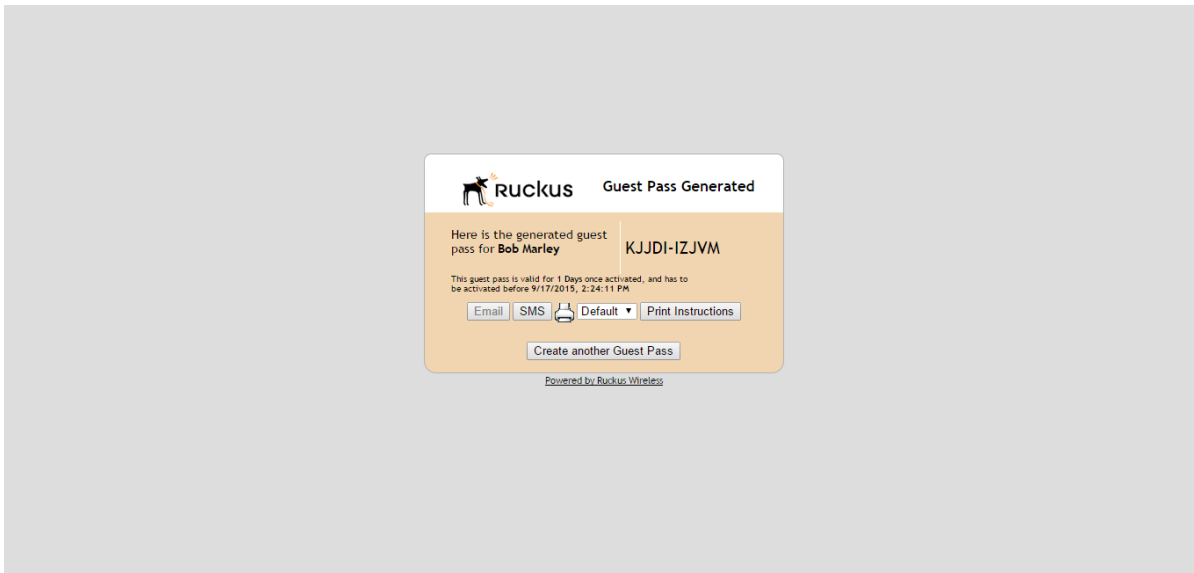 Ruckus Guest Pass Generated
Here is the generated guest
pass for Bob Marley
KJJDI-IZJVM
This guest pass is valid for 1 Days once activated, and has to
be activated before 9/17/2015, 2:24:11 PM
Email SMS Default Print Instructions
Create another Guest Pass
Powered by Ruckus Wireless